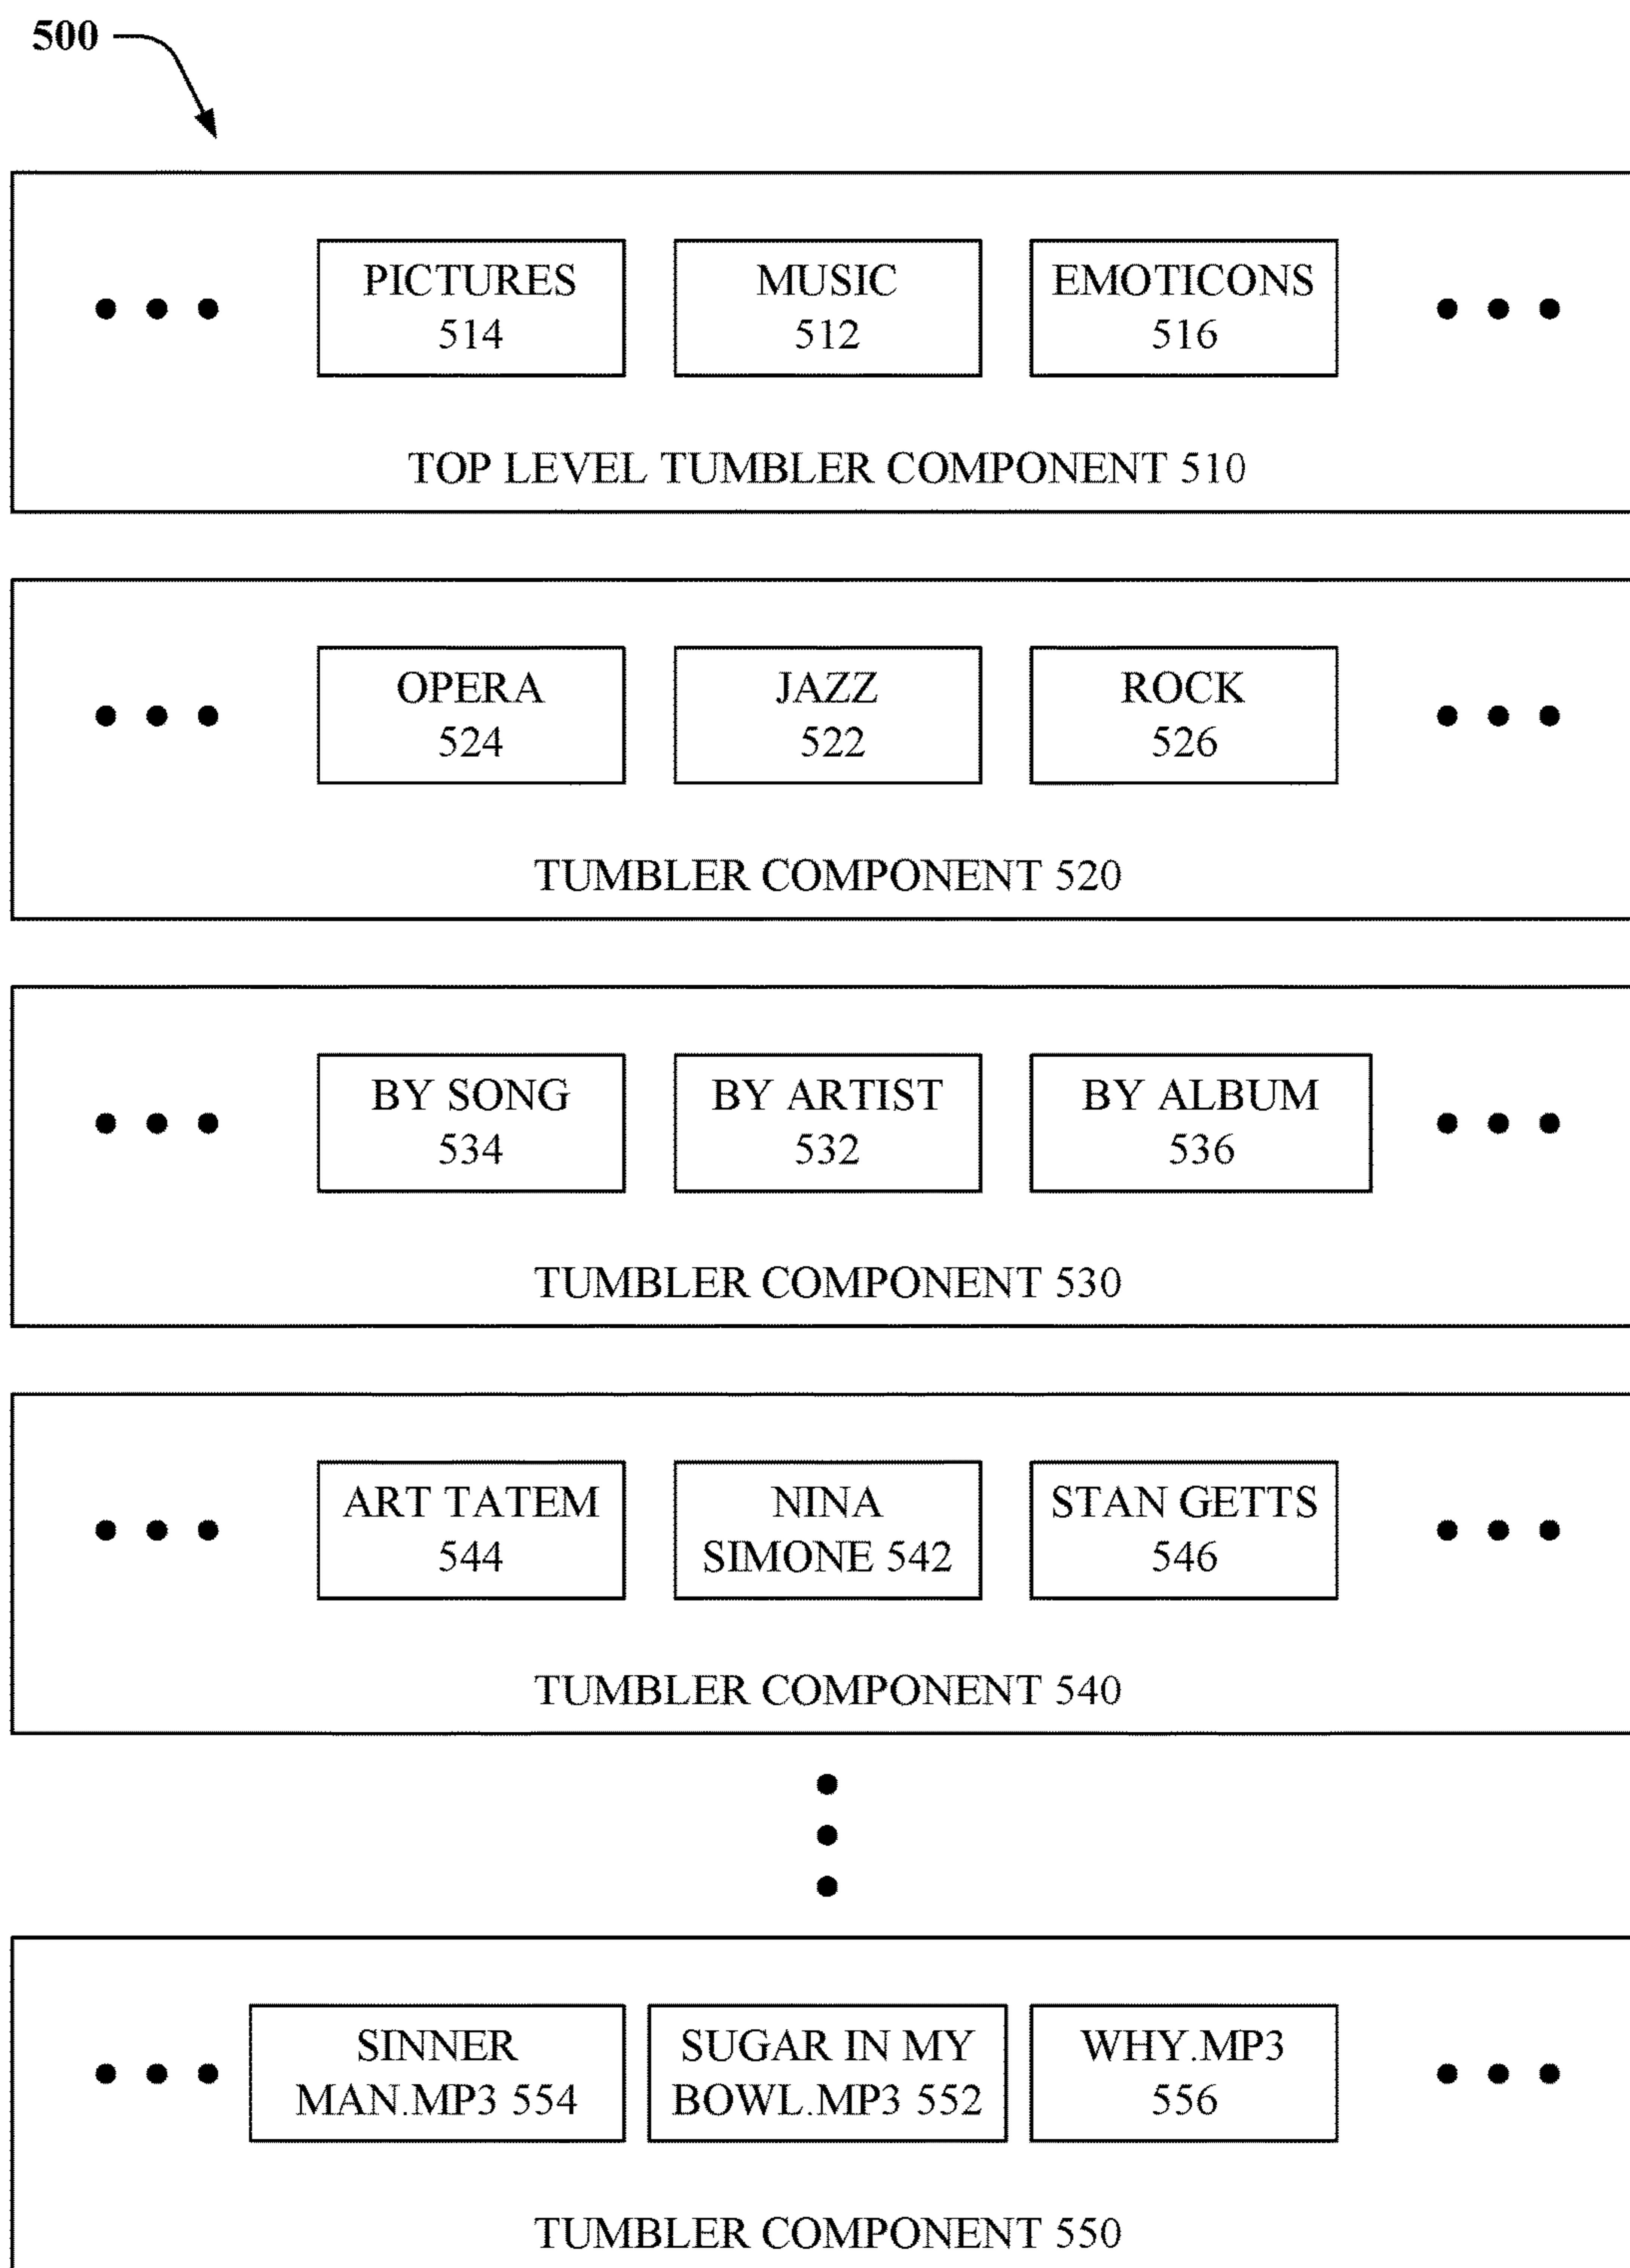 500
PICTURES
514
MUSIC
512
EMOTICONS
516
TOP LEVEL TUMBLER COMPONENT 510
OPERA
524
JAZZ
522
ROCK
526
TUMBLER COMPONENT 520
BY SONG
534
BY ARTIST
532
BY ALBUM
536
TUMBLER COMPONENT 530
ART TATEM
544
NINA
SIMONE 542
STAN GETTS
546
TUMBLER COMPONENT 540
SINNER
MAN.MP3 554
SUGAR IN MY
BOWL.MP3 552
WHY.MP3
556
TUMBLER COMPONENT 550